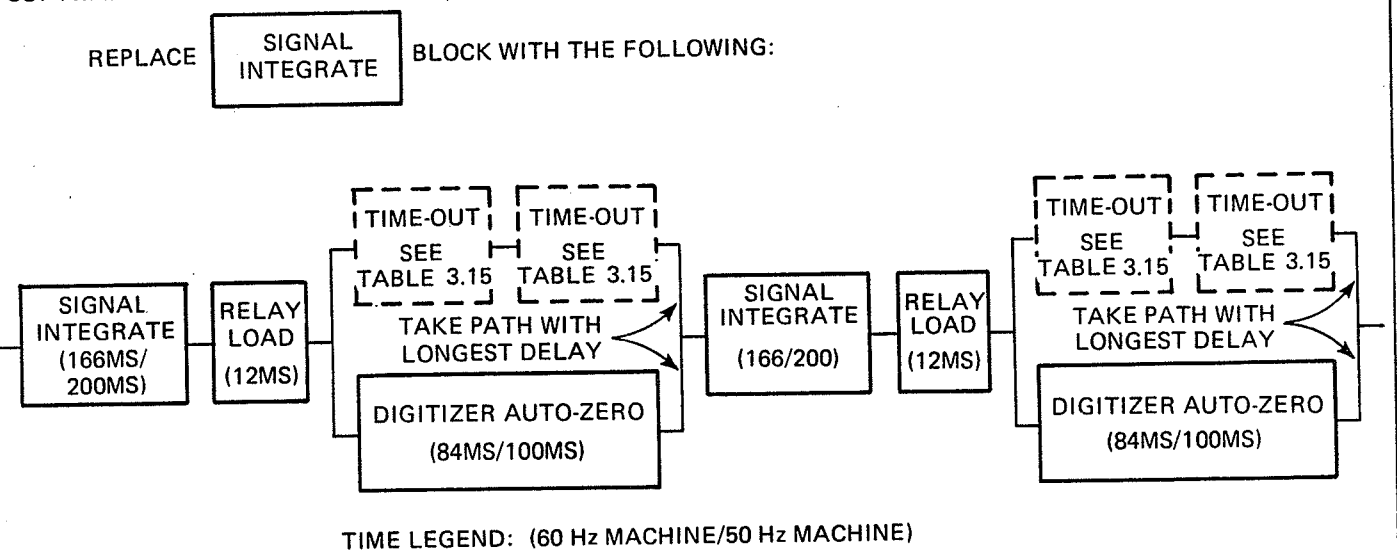 REPLACE
SIGNAL
INTEGRATE
BLOCK WITH THE FOLLOWING:
SIGNAL
INTEGRATE
(166MS/
200MS)
RELAY
LOAD
(12MS)
TIME-OUT
SEE
TABLE 3.15
TIME-OUT
SEE
TABLE 3.15
TAKE PATH WITH
LONGEST DELAY
DIGITIZER AUTO-ZERO
(84MS/100MS)
SIGNAL
INTEGRATE
(166/200)
RELAY
LOAD
(12MS)
TIME-OUT
SEE
TABLE 3.15
TIME-OUT
SEE
TABLE 3.15
TAKE PATH WITH
LONGEST DELAY
DIGITIZER AUTO-ZERO
(84MS/100MS)
TIME LEGEND: (60 Hz MACHINE/50 Hz MACHINE)